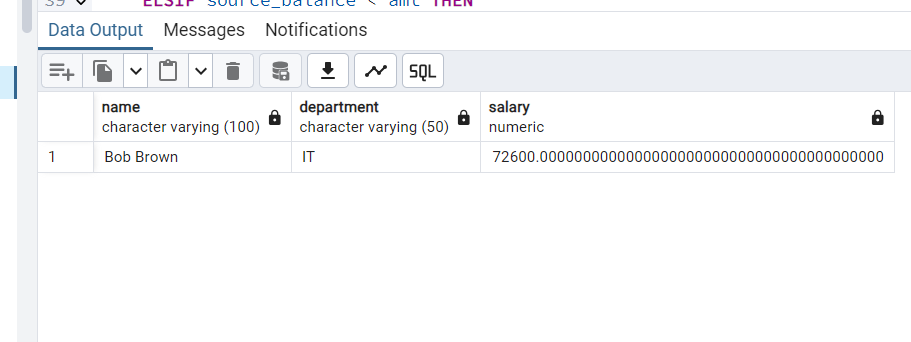 39 ELSIF source_balance < amt THEN
Data Output Messages Notifications
SQL
name department salary
character varying (100) character varying (50) numeric
1 Bob Brown IT 72600.0000000000000000000000000000000000000000